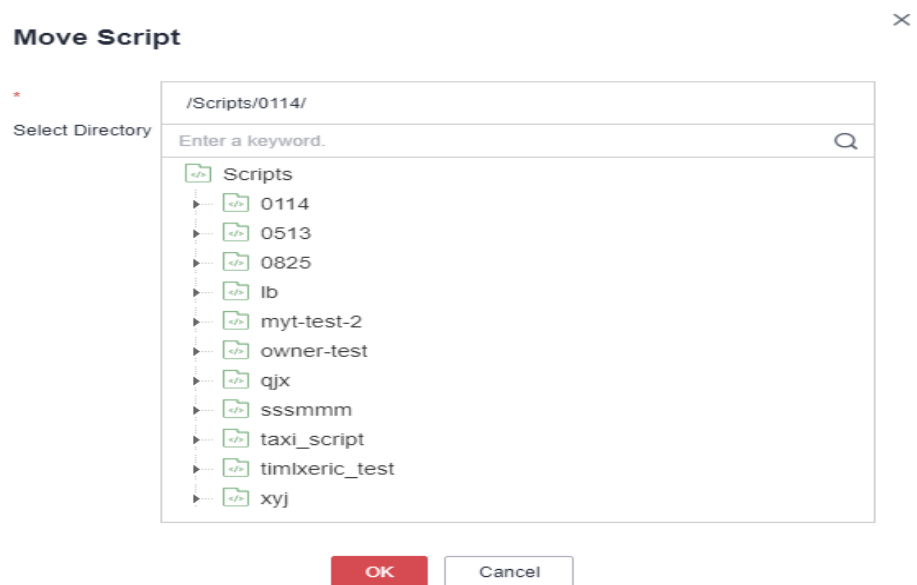 Move Script
*
Select Directory
/Scripts/0114/
Enter a keyword.
Scripts
0114
0513
0825
lb
myt-test-2
owner-test
qjx
sssmmm
taxi_script
timlxeric_test
xyj
OK
Cancel